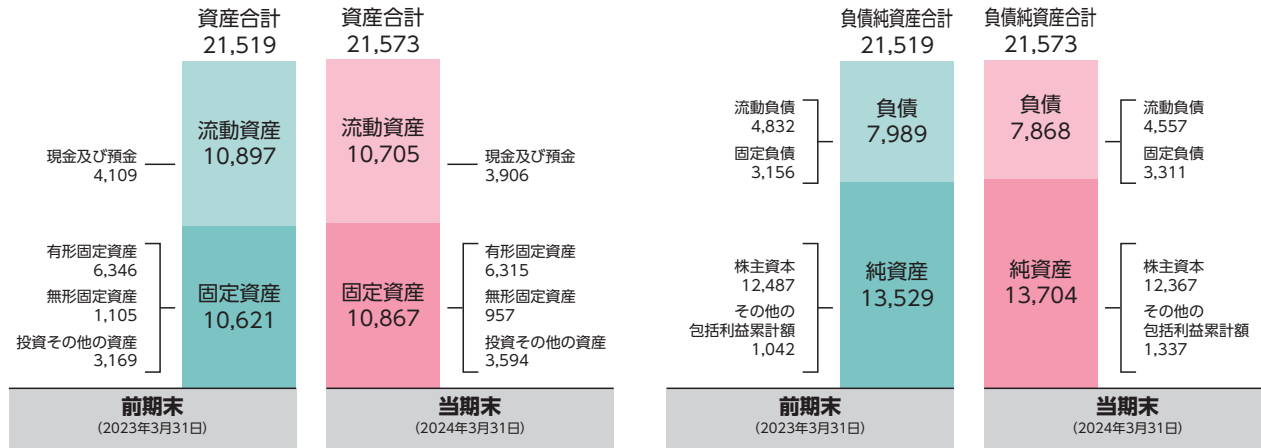 資産合計
21,519
流動資産
10,897
現金及び預金
4,109
有形固定資産
6,346
無形固定資産
1,105
投資その他の資産
3,169
固定資産
10,621
前期末
(2023年3月31日)
資産合計
21,573
流動資産
10,705
現金及び預金
3,906
固定資産
10,867
有形固定資産
6,315
無形固定資産
957
投資その他の資産
3,594
当期末
(2024年3月31日)
負債純資産合計
21,519
流動負債
4,832
固定負債
3,156
負債
7,989
株主資本
12,487
その他の
包括利益累計額
1,042
純資産
13,529
前期末
(2023年3月31日)
負債純資産合計
21,573
負債
7,868
流動負債
4,557
固定負債
3,311
純資産
13,704
株主資本
12,367
その他の
包括利益累計額
1,337
当期末
(2024年3月31日)